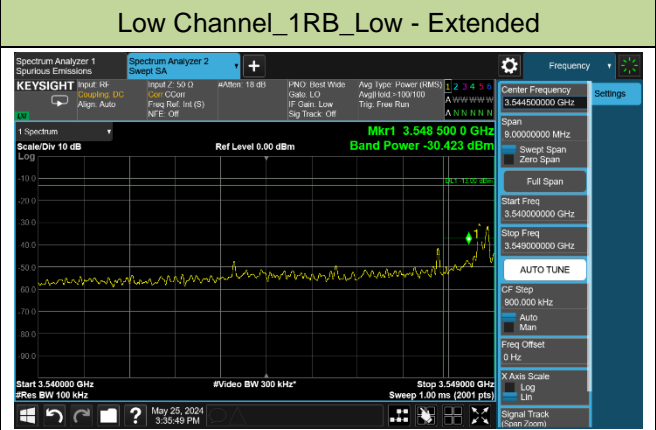 Low Channel_1RB_Low - Extended
Spectrum Analyzer 1
Spurious Emissions
Spectrum Analyzer 2
Swept SA
Frequency
KEYSIGHT
Input: RF
Coupling: DC
Align: Auto
Input Z: 50 Ω
Corr CCorr
Freq Ref: Int (S)
NFE: Off
#Atten: 18 dB
PNO: Best Wide
Gate: LO
IF Gain: Low
Sig Track: Off
Avg Type: Power (RMS)
Avg|Hold:>100/100
Trig: Free Run
1 2 3 4 5 6
A W W W W W
A N N N N N
LXI
Center Frequency
3.544500000 GHz
Settings
Span
9.00000000 MHz
Swept Span
Zero Span
Full Span
Start Freq
3.540000000 GHz
Stop Freq
3.549000000 GHz
AUTO TUNE
CF Step
900.000 kHz
Auto
Man
Freq Offset
0 Hz
X Axis Scale
Log
Lin
Signal Track
(Span Zoom)
1 Spectrum
Scale/Div 10 dB
Log
Ref Level 0.00 dBm
Mkr1 3.548 500 0 GHz
Band Power -30.423 dBm
DL1 -13.00 dBm
-10.0
-20.0
-30.0
1
-40.0
-50.0
-60.0
-70.0
-80.0
-90.0
Start 3.540000 GHz
#Res BW 100 kHz
#Video BW 300 kHz*
Stop 3.549000 GHz
Sweep 1.00 ms (2001 pts)
May 25, 2024
3:35:49 PM